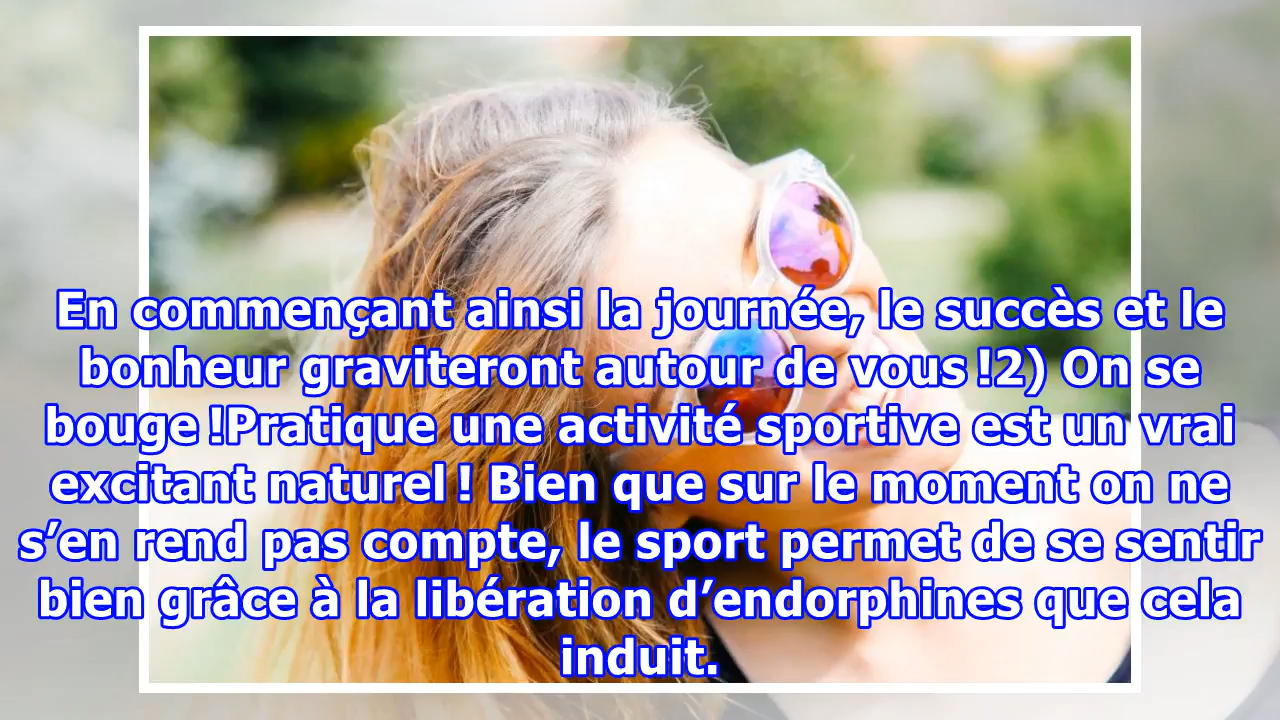 En commençant ainsi la journée, le succès et le
bonheur graviteront autour de vous !2) On se
bouge !Pratique une activité sportive est un vrai
excitant naturel ! Bien que sur le moment on ne
s’en rend pas compte, le sport permet de se sentir
bien grâce à la libération d’endorphines que cela
induit.